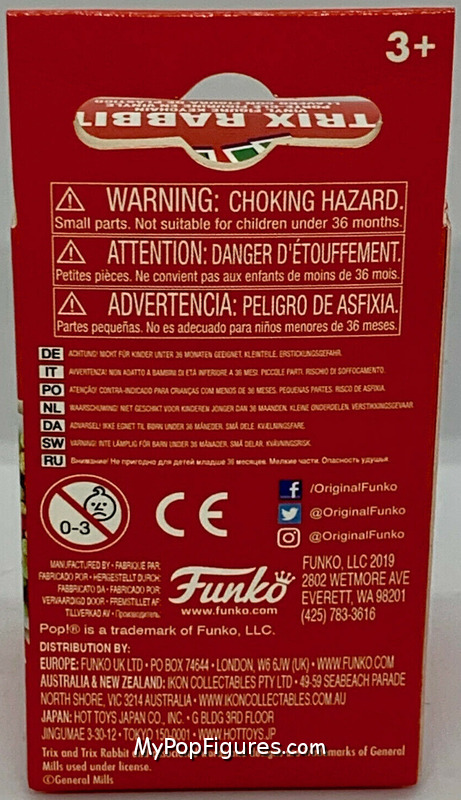 3+
VINYL FIGURE KEYCHAIN
TRIX RABBIT
WARNING: CHOKING HAZARD.
Small parts. Not suitable for children under 36 months.
ATTENTION: DANGER D'ÉTOUFFEMENT.
Petites pièces. Ne convient pas aux enfants de moins de 36 mois.
ADVERTENCIA: PELIGRO DE ASFIXIA.
Partes pequeñas. No es adecuado para niños menores de 36 meses.
DE ACHTUNG! NICHT FÜR KINDER UNTER 36 MONATEN GEEIGNET. KLEINTEILE. ERSTICKUNGSGEFAHR.
IT AVVERTENZA! NON ADATTO A BAMBINI DI ETÀ INFERIORE A 36 MESI. PICCOLE PARTI. RISCHIO DI SOFFOCAMENTO.
PO ATENÇÃO! CONTRA-INDICADO PARA CRIANÇAS COM MENOS DE 36 MESES. PEQUENAS PARTES. RISCO DE ASFIXIA.
NL WAARSCHUWING! NIET GESCHIKT VOOR KINDEREN JONGER DAN 36 MAANDEN. KLEINE ONDERDELEN. VERSTIKKINGSGEVAAR
DA ADVARSEL! IKKE EGNET TIL BØRN UNDER 36 MÅNEDER. SMÅ DELE. KVÆLNINGSFARE.
SW VARNING! INTE LÄMPLIG FÖR BARN UNDER 36 MÅNADER. SMÅ DELAR. KVÄVNINGSRISK.
RU Внимание! Не пригодно для детей младше 36 месяцев. Мелкие части. Опасность удушья
0-3
CE
/OriginalFunko
@OriginalFunko
@OriginalFunko
MANUFACTURED BY • FABRIQUÉ PAR:
FABRICADO POR • HERGESTELLT DURCH:
FABBRICATO DA • FABRICADO POR:
VERVAARDIGD DOOR • FREMSTILLET AF:
TILLVERKAD AV • Производитель:
Funko
www.funko.com
FUNKO, LLC 2019
2802 WETMORE AVE
EVERETT, WA 98201
(425) 783-3616
Pop!® is a trademark of Funko, LLC.
DISTRIBUTION BY:
EUROPE: FUNKO UK LTD • PO BOX 74644 • LONDON, W6 6JW (UK) • WWW.FUNKO.COM
AUSTRALIA & NEW ZEALAND: IKON COLLECTABLES PTY LTD • 49-59 SEABEACH PARADE
NORTH SHORE, VIC 3214 AUSTRALIA • WWW.IKONCOLLECTABLES.COM.AU
JAPAN: HOT TOYS JAPAN CO., INC. • G BLDG 3RD FLOOR
JINGUMAE 3-30-12 • TOKYO 150-0001 • WWW.HOTTOYS.JP
MyPopFigures.com
Trix and Trix Rabbit of General
Mills used under license.
©General Mills